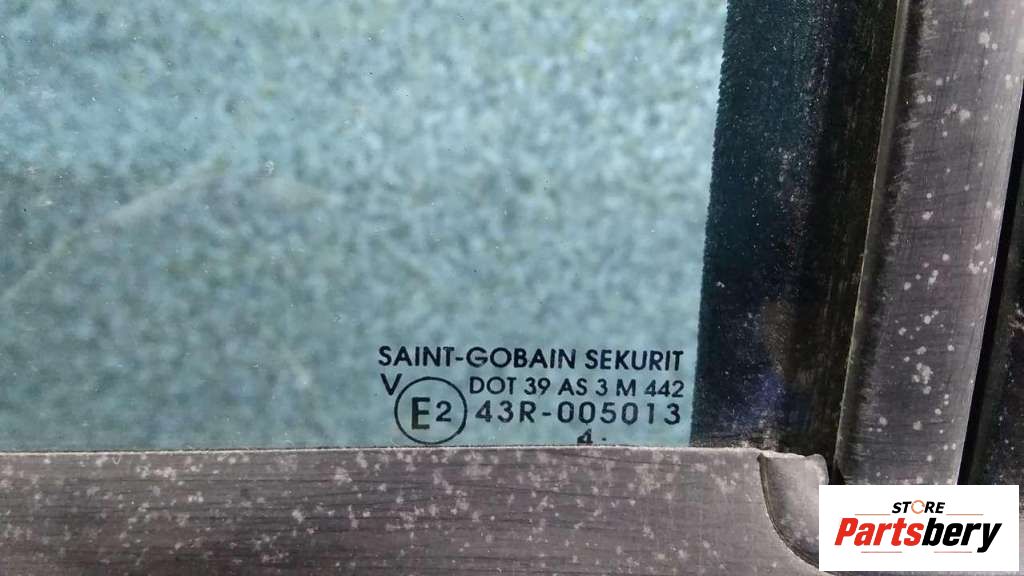 SAINT-GOBAIN SEKURIT
V DOT 39 AS 3 M 442
E2 43R-005013
4 .
STORE
Partsbery